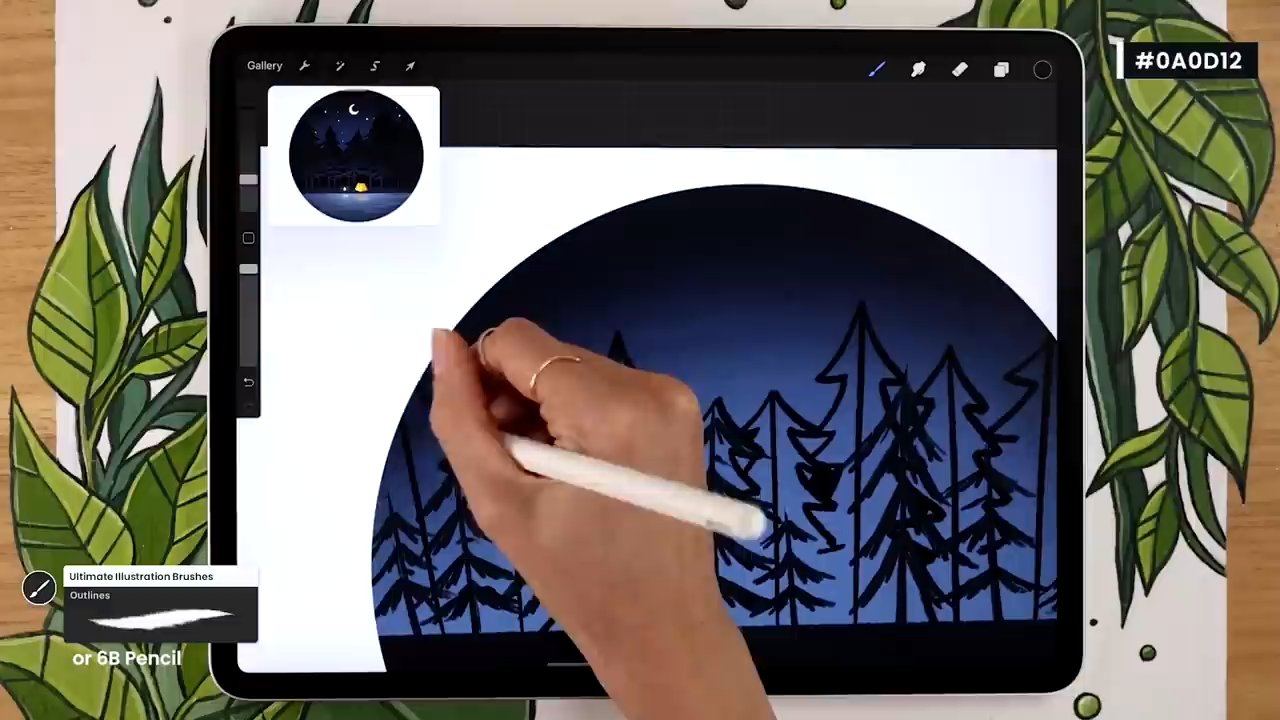 Gallery
#0A0D12
Ultimate Illustration Brushes
Outlines
or 6B Pencil